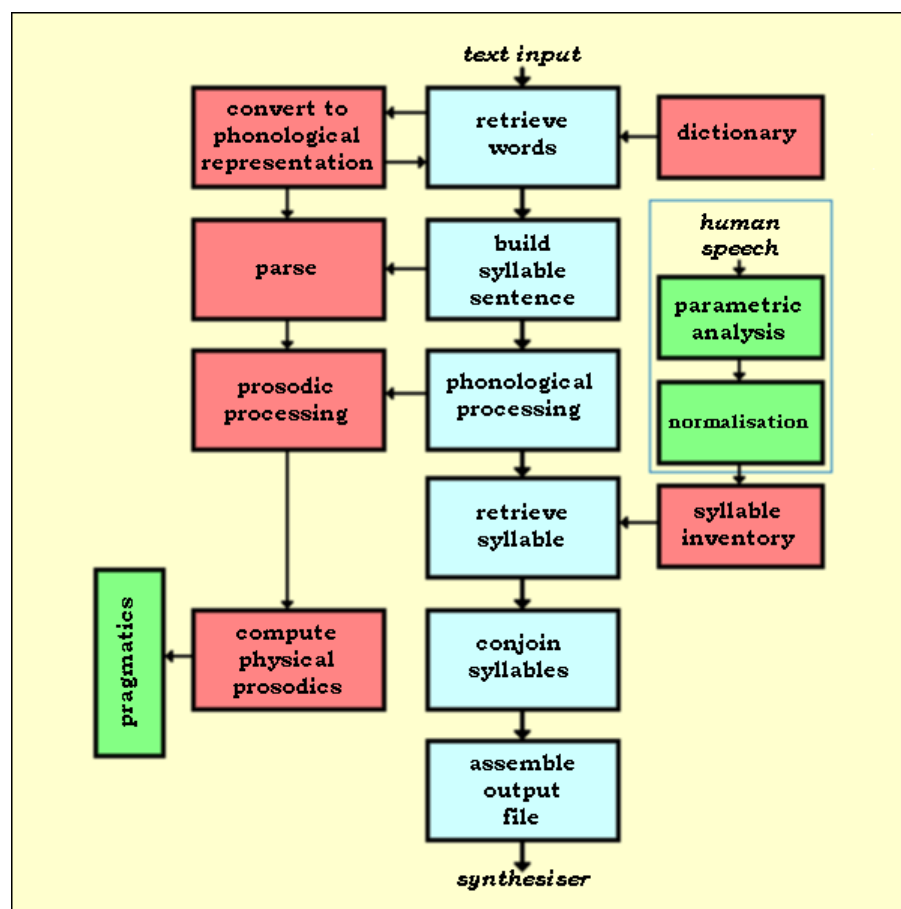 text input
convert to
phonological
representation
retrieve
words
dictionary
human
speech
parse
build
syllable
sentence
parametric
analysis
prosodic
processing
phonological
processing
normalisation
retrieve
syllable
syllable
inventory
pragmatics
compute
physical
prosodics
conjoin
syllables
assemble
output
file
synthesiser